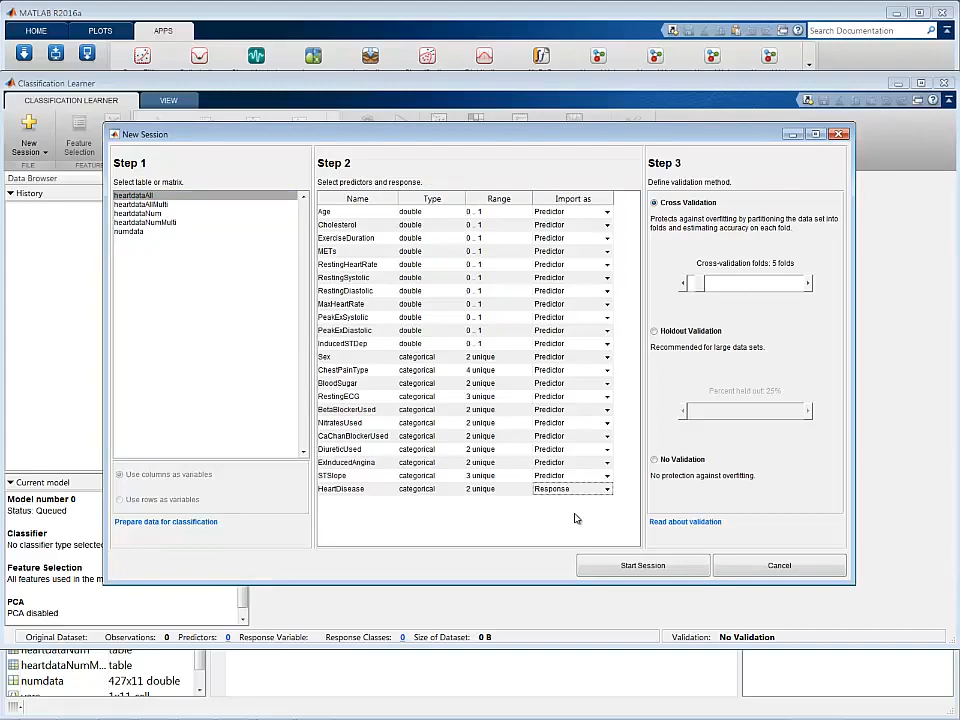 MATLAB R2016a
HOME PLOTS APPS
Search Documentation
Classification Learner
CLASSIFICATION LEARNER VIEW
New Session
Feature Selection
FILE
Data Browser
History
New Session
Step 1
Select table or matrix.
heartdataAll
heartdataAllMulti
heartdataNum
heartdataNumMulti
numdata
Use columns as variables
Use rows as variables
Prepare data for classification
Step 2
Select predictors and response.
Name Type Range Import as
Age double 0 .. 1 Predictor
Cholesterol double 0 .. 1 Predictor
ExerciseDuration double 0 .. 1 Predictor
METs double 0 .. 1 Predictor
RestingHeartRate double 0 .. 1 Predictor
RestingSystolic double 0 .. 1 Predictor
RestingDiastolic double 0 .. 1 Predictor
MaxHeartRate double 0 .. 1 Predictor
PeakExSystolic double 0 .. 1 Predictor
PeakExDiastolic double 0 .. 1 Predictor
InducedSTDep double 0 .. 1 Predictor
Sex categorical 2 unique Predictor
ChestPainType categorical 4 unique Predictor
BloodSugar categorical 2 unique Predictor
RestingECG categorical 3 unique Predictor
BetaBlockerUsed categorical 2 unique Predictor
NitratesUsed categorical 2 unique Predictor
CaChanBlockerUsed categorical 2 unique Predictor
DiureticUsed categorical 2 unique Predictor
ExInducedAngina categorical 2 unique Predictor
STSlope categorical 3 unique Predictor
HeartDisease categorical 2 unique Response
Step 3
Define validation method.
Cross Validation
Protects against overfitting by partitioning the data set into
folds and estimating accuracy on each fold.
Cross-validation folds: 5 folds
Holdout Validation
Recommended for large data sets.
Percent held out: 25%
No Validation
No protection against overfitting.
Read about validation
Start Session Cancel
Current model
Model number 0
Status: Queued
Classifier
No classifier type selected
Feature Selection
All features used in the m
PCA
PCA disabled
Original Dataset: Observations: 0 Predictors: 0 Response Variable: Response Classes: 0 Size of Dataset: 0 B Validation: No Validation
heartdataNum table
heartdataNumM... table
numdata 427x11 double